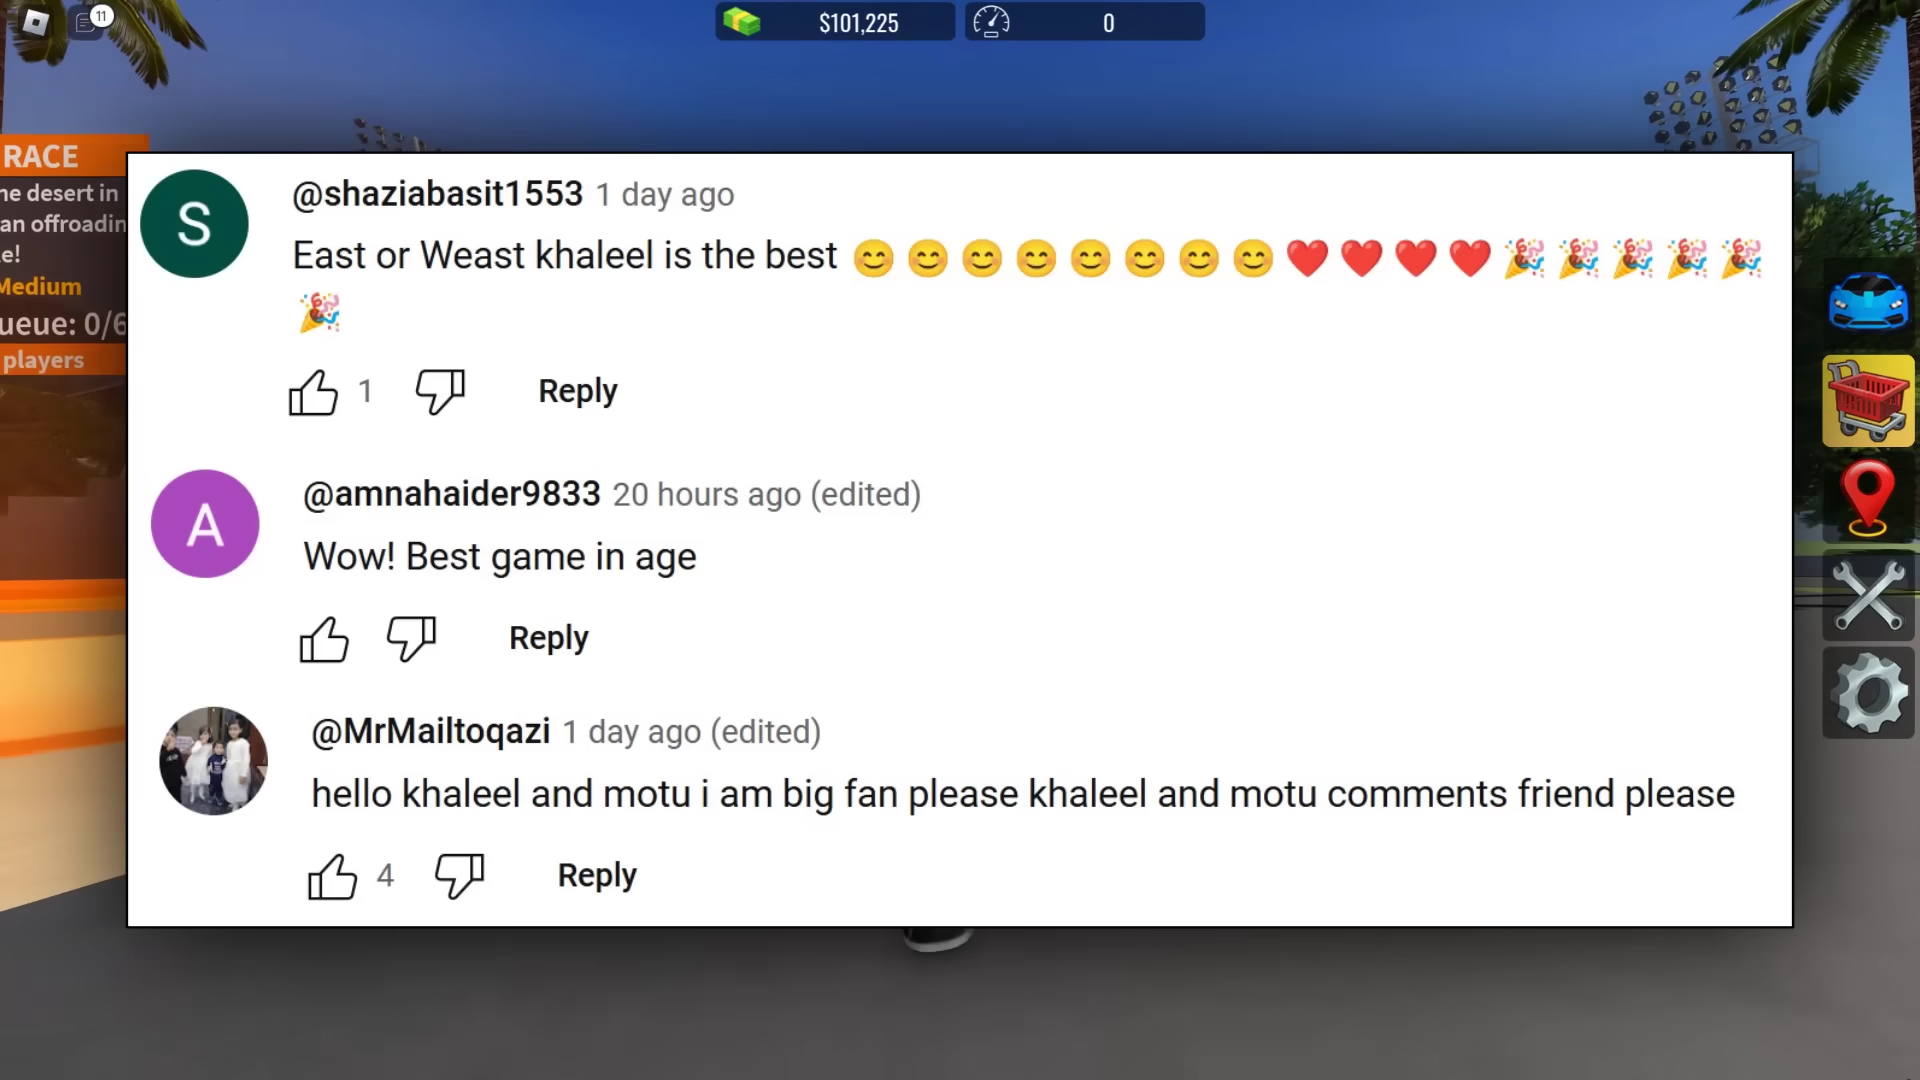 11
$101,225
0
RACE
he desert in
an offroadin
e!
Medium
ueue: 0/6
players
@shaziabasit1553 1 day ago
East or Weast khaleel is the best 😊😊😊😊😊😊😊😊❤️❤️❤️❤️🎉🎉🎉🎉🎉
🎉
1 Reply
@amnahaider9833 20 hours ago (edited)
Wow! Best game in age
Reply
@MrMailtoqazi 1 day ago (edited)
hello khaleel and motu i am big fan please khaleel and motu comments friend please
4 Reply
S
A